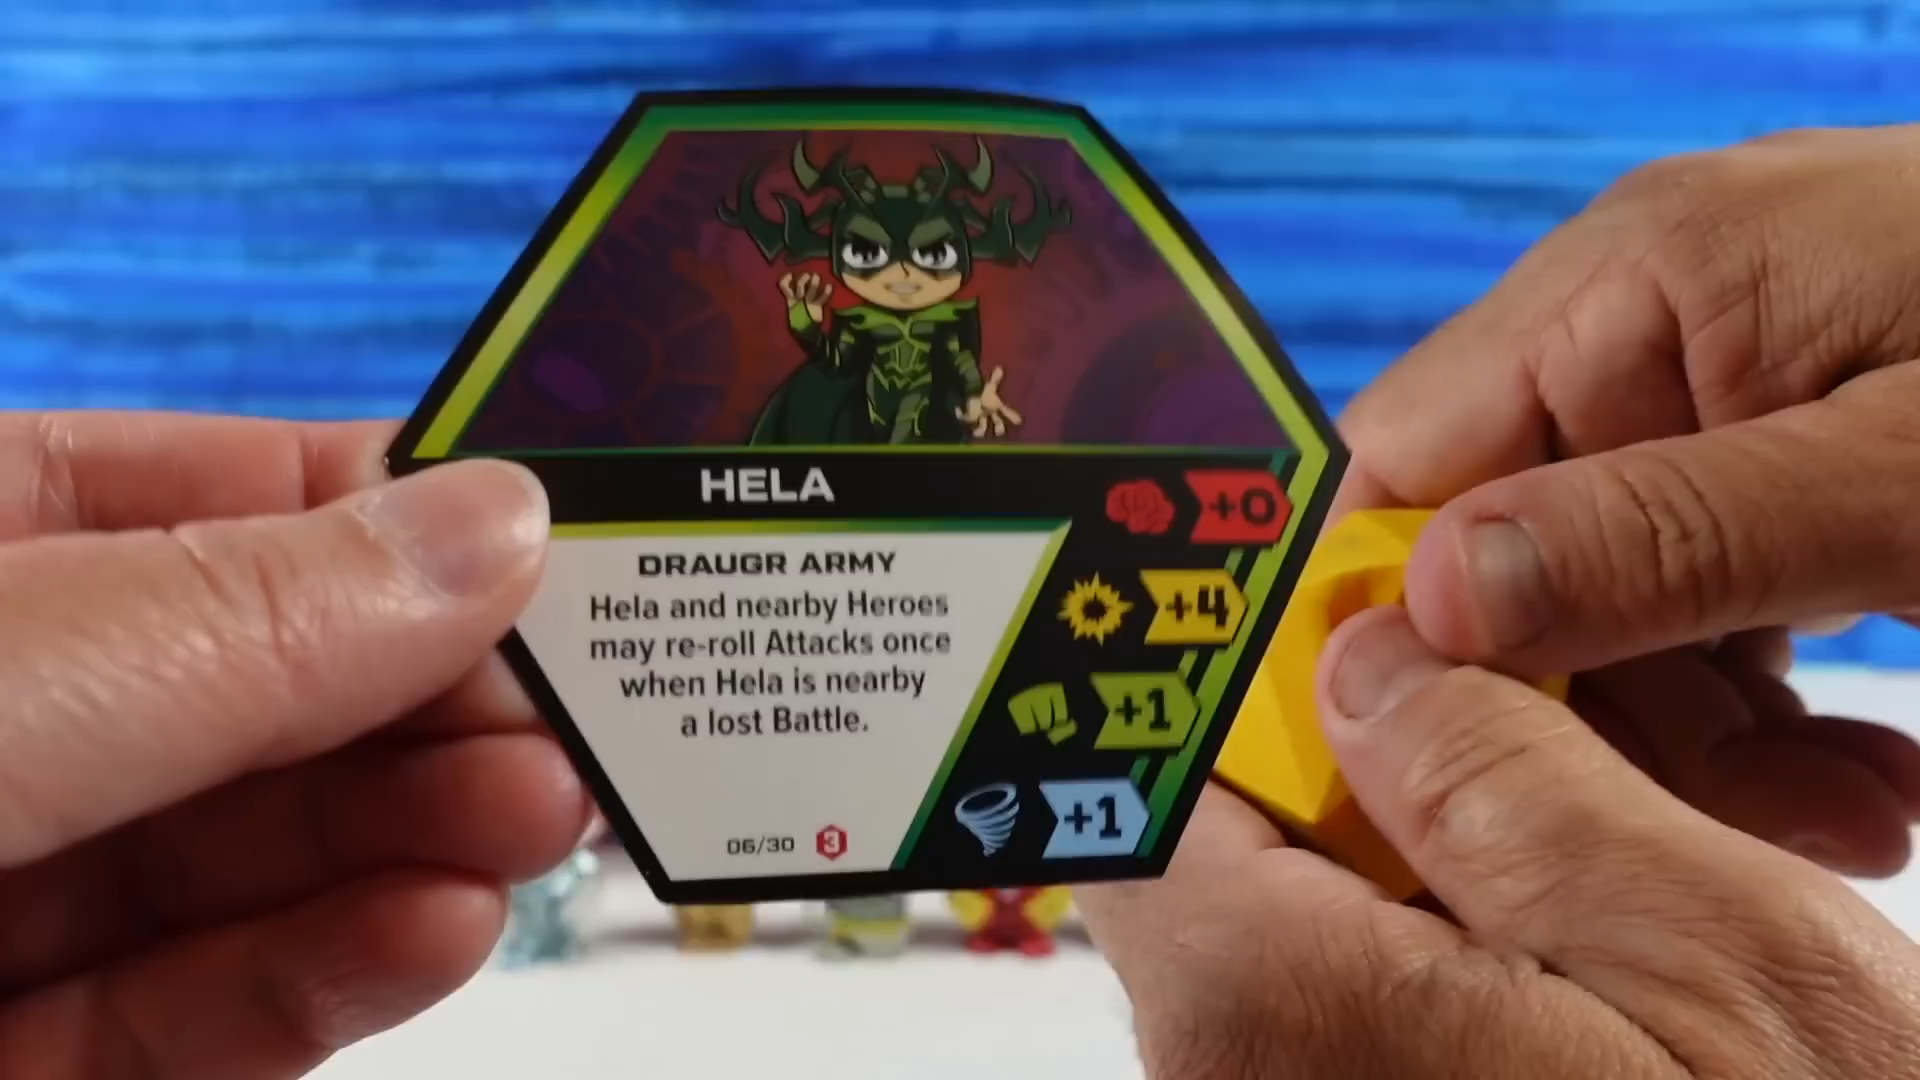 HELA
+0
DRAUGR ARMY
Hela and nearby Heroes
may re-roll Attacks once
when Hela is nearby
a lost Battle.
+4
+1
+1
06/30 3